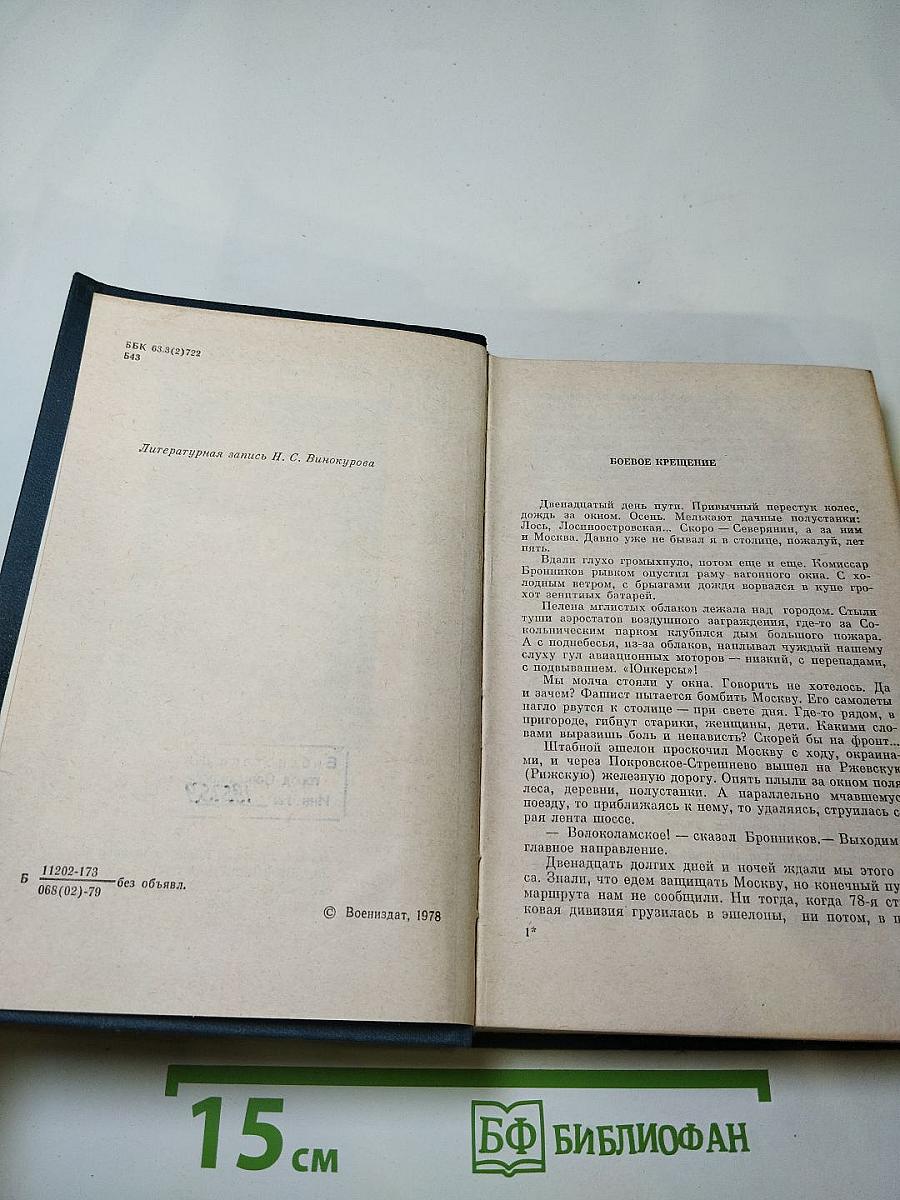 ББК 63.3(2)722
Б43
Литературная запись И. С. Винокурова
Б 11202-173
068(02)-79 без объявл.
© Воениздат, 1978
БОЕВОЕ КРЕЩЕНИЕ
Двенадцатый день пути. Привычный перестук колес,
дождь за окном. Осень. Мелькают дачные полустанки:
Лось, Лосиноостровская... Скоро — Северянин, а за ним
и Москва. Давно уже не бывал я в столице, пожалуй, лет
пять.
Вдали глухо громыхнуло, потом еще и еще. Комиссар
Бронников рывком опустил раму вагонного окна. С хо-
лодным ветром, с брызгами дождя ворвался в купе гро-
хот зенитных батарей.
Пелена мглистых облаков лежала над городом. Стыли
туши аэростатов воздушного заграждения, где-то за Со-
кольническим парком клубился дым большого пожара.
А с поднебесья, из-за облаков, наплывал чуждый нашему
слуху гул авиационных моторов — низкий, с перепадами,
с подвыванием. «Юнкерсы»!
Мы молча стояли у окна. Говорить не хотелось. Да
и зачем? Фашист пытается бомбить Москву. Его самолеты
нагло рвутся к столице — при свете дня. Где-то рядом, в
пригороде, гибнут старики, женщины, дети. Какими сло-
вами выразишь боль и ненависть? Скорей бы на фронт...
Штабной эшелон проскочил Москву с ходу, окраина-
ми, и через Покровское-Стрешнево вышел на Ржевскую
(Рижскую) железную дорогу. Опять плыли за окном поля
леса, деревни, полустанки. А параллельно мчавшемус
поезду, то приближаясь к нему, то удаляясь, струилась с
рая лента шоссе.
— Волоколамское! — сказал Бронников.— Выходим
главное направление.
Двенадцать долгих дней и ночей ждали мы этого
са. Знали, что едем защищать Москву, но конечный пу
маршрута нам не сообщили. Ни тогда, когда 78-я ст
ковая дивизия грузилась в эшелоны, ни потом, в п
1*
15 см
БФ БИБЛИОФАН